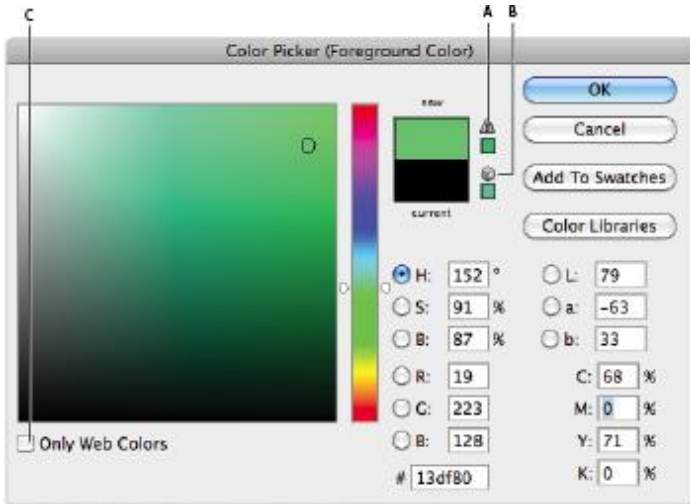 C
A
B
Color Picker (Foreground Color)
new
current
OK
Cancel
Add To Swatches
Color Libraries
H: 152 °
S: 91 %
B: 87 %
R: 19
G: 223
B: 128
# 13df80
L: 79
a: -63
b: 33
C: 68 %
M: 0 %
Y: 71 %
K: 0 %
Only Web Colors